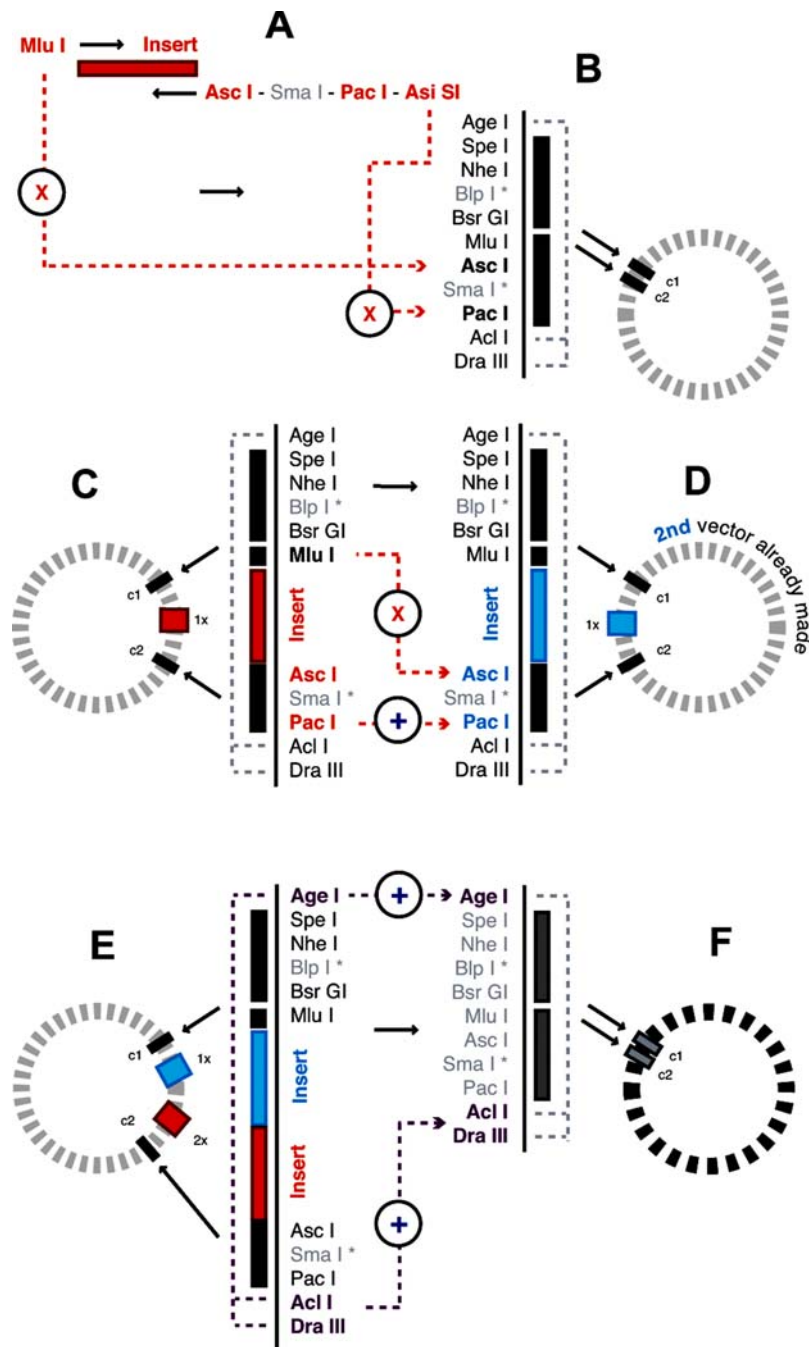 A
Mlu I
Insert
Asc I - Sma I - Pac I - Asi SI
X
X
B
Age I
Spe I
Nhe I
Blp I *
Bsr GI
Mlu I
Asc I
Sma I *
Pac I
Acl I
Dra III
c1
c2
C
c1
1x
c2
Age I
Spe I
Nhe I
Blp I *
Bsr GI
Mlu I
Insert
Asc I
Sma I *
Pac I
Acl I
Dra III
X
+
D
Age I
Spe I
Nhe I
Blp I *
Bsr GI
Mlu I
Insert
Asc I
Sma I *
Pac I
Acl I
Dra III
2nd vector already made
c1
1x
c2
E
c1
1x
c2
2x
Age I
Spe I
Nhe I
Blp I *
Bsr GI
Mlu I
Insert
Insert
Asc I
Sma I *
Pac I
Acl I
Dra III
+
+
F
Age I
Spe I
Nhe I
Blp I *
Bsr GI
Mlu I
Asc I
Sma I *
Pac I
Acl I
Dra III
c1
c2